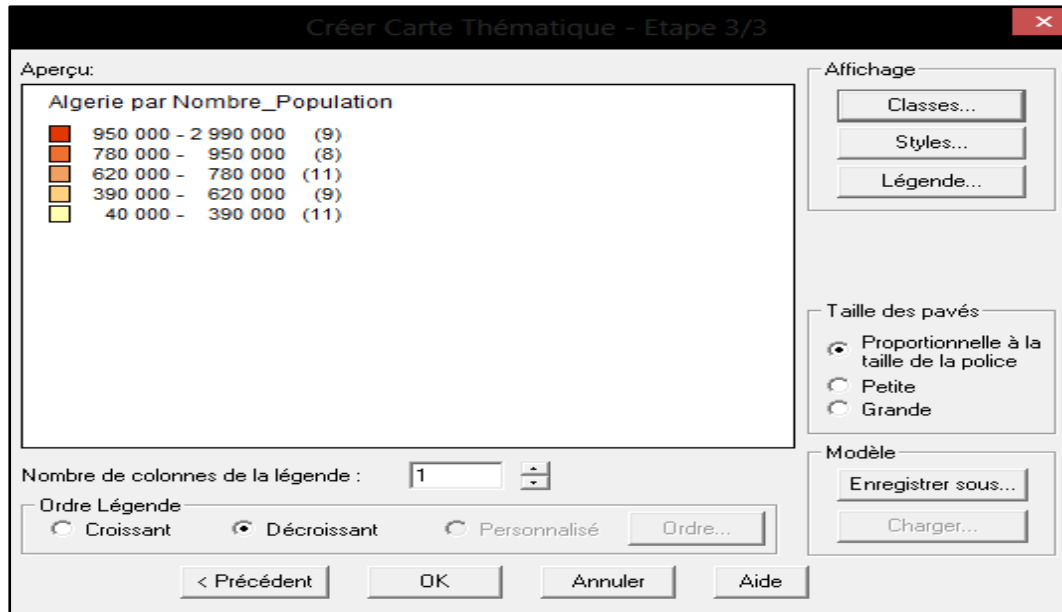 Créer Carte Thématique - Etape 3/3
Aperçu:
Algerie par Nombre_Population
950 000 - 2 990 000 (9)
780 000 - 950 000 (8)
620 000 - 780 000 (11)
390 000 - 620 000 (9)
40 000 - 390 000 (11)
Affichage
Classes...
Styles...
Légende...
Taille des pavés
Proportionnelle à la
taille de la police
Petite
Grande
Nombre de colonnes de la légende : 1
Ordre Légende
Croissant Décroissant Personnalisé Ordre...
Modèle
Enregistrer sous...
Charger...
< Précédent OK Annuler Aide